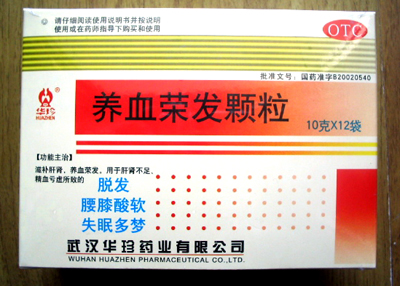 请仔细阅读使用说明书并按说明
使用或在药师指导下购买和使用
OTC
批准文号：国药准字B20020540
华珍
HUAZHEN
养血荣发颗粒
10克X12袋
【功能主治】
滋补肝肾，养血荣发，用于肝肾不足，
精血亏虚所致的
脱发
腰膝酸软
失眠多梦
武汉华珍药业有限公司
WUHAN HUAZHEN PHARMACEUTICAL CO.,LTD.